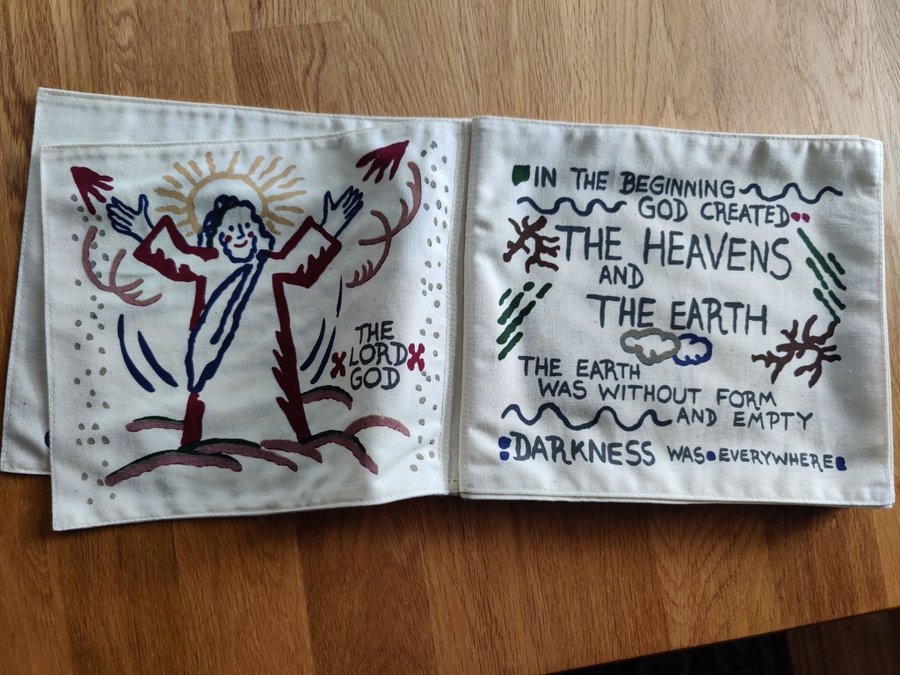 THE
LORD
GOD
IN THE BEGINNING
GOD CREATED
THE HEAVENS
AND
THE EARTH
THE EARTH
WAS WITHOUT FORM
AND EMPTY
DARKNESS WAS EVERYWHERE